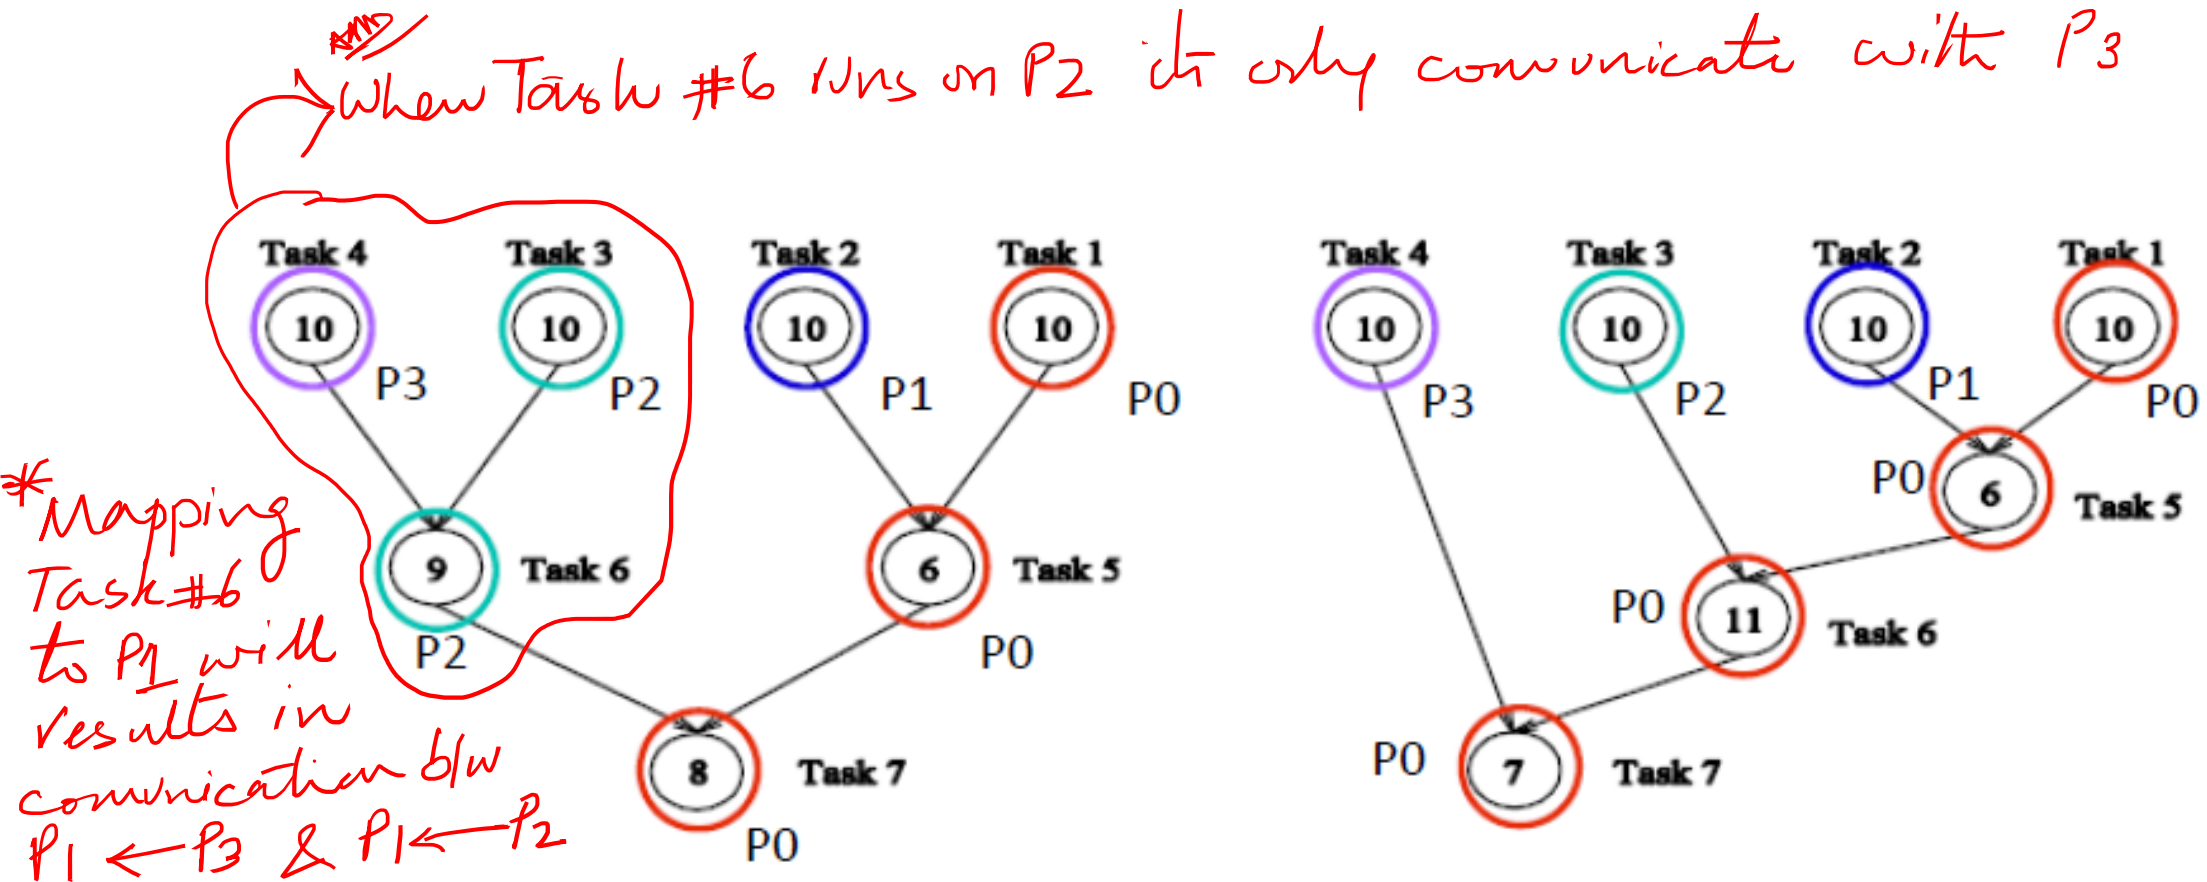 When Task #6 runs on P2 it only comunicate with P3
Task 4 Task 3 Task 2 Task 1 Task 4 Task 3 Task 2 Task 1
10 10 10 10 10 10 10 10
P3 P2 P1 P0 P3 P2 P1 P0
P0 6 Task 5
*Mapping
Task #6
to P1 will
results in
comunication b/w
P1 ← P3 & P1 ← P2
9 Task 6 6 Task 5
P2 P0
P0 11 Task 6
8 Task 7
P0
P0 7 Task 7